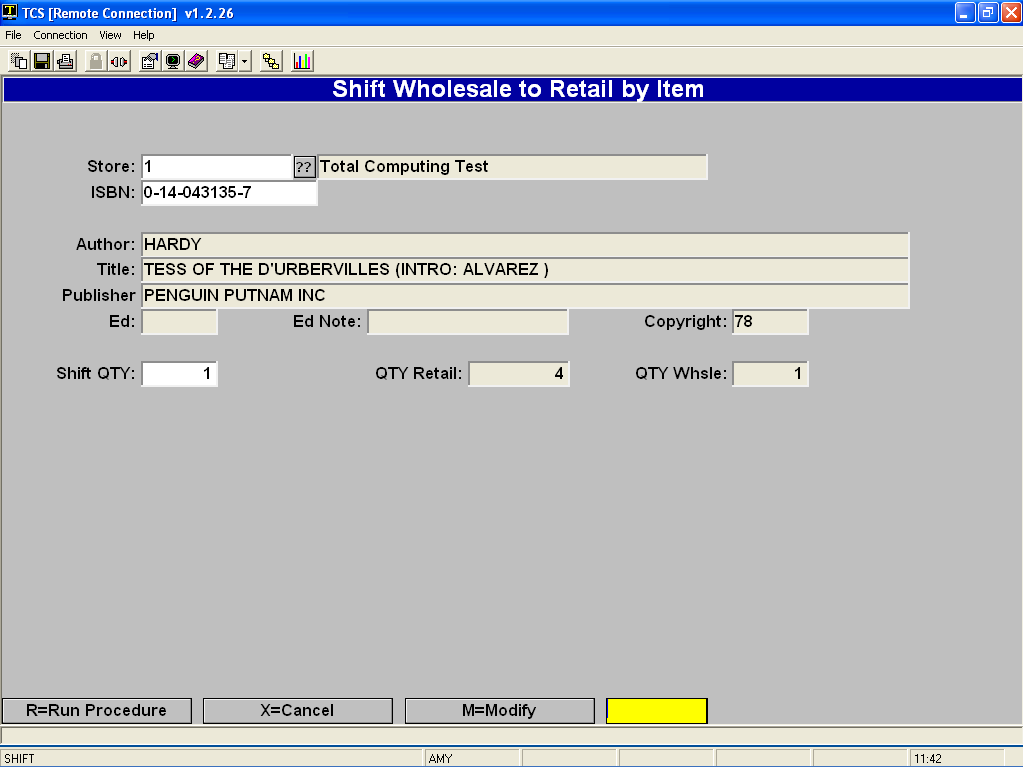 TCS [Remote Connection] v1.2.26
File Connection View Help
Shift Wholesale to Retail by Item
Store: 1 ?? Total Computing Test
ISBN: 0-14-043135-7
Author: HARDY
Title: TESS OF THE D'URBERVILLES (INTRO: ALVAREZ )
Publisher PENGUIN PUTNAM INC
Ed: Ed Note: Copyright: 78
Shift QTY: 1 QTY Retail: 4 QTY Whsle: 1
R=Run Procedure X=Cancel M=Modify
SHIFT AMY 11:42